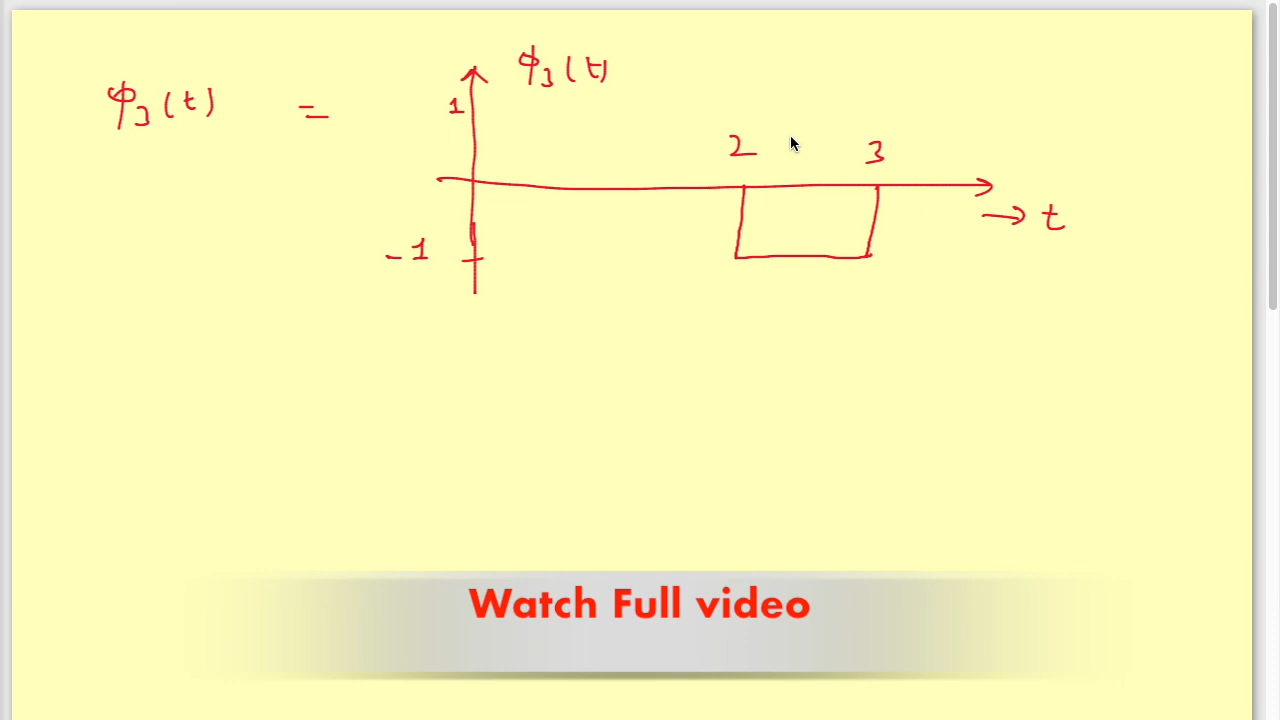 ϕ3(t) =
ϕ3(t)
1
2 3
-1
→ t
Watch Full video